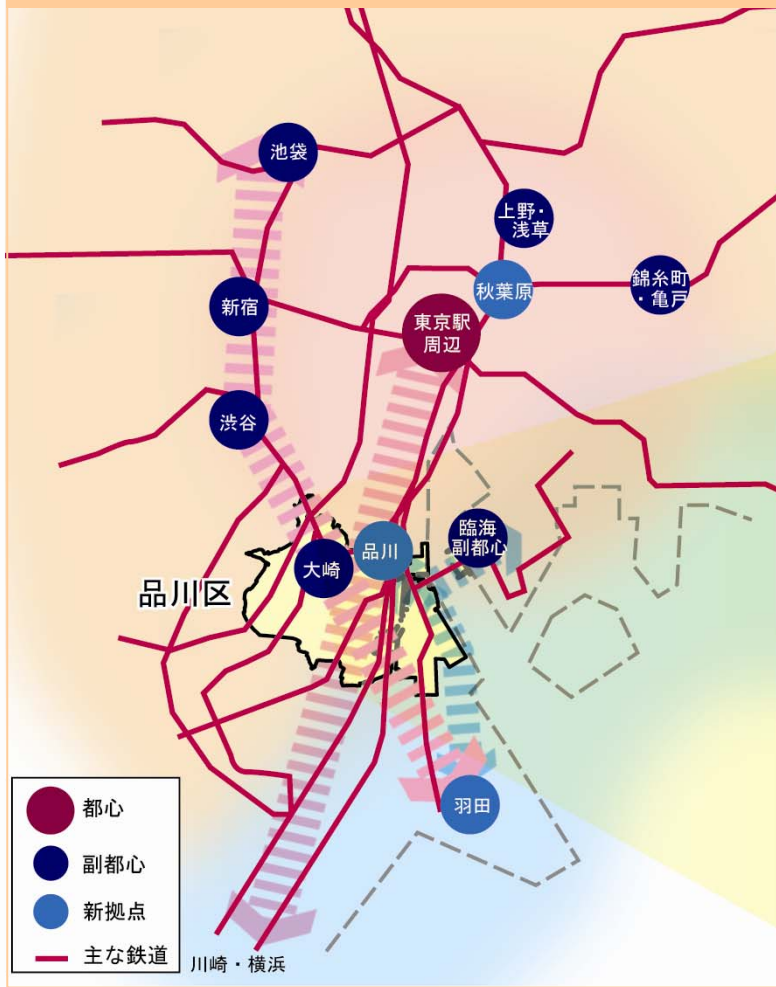 池袋
上野・
浅草
秋葉原
錦糸町
・亀戸
新宿
東京駅
周辺
渋谷
品川
臨海
副都心
大崎
品川区
羽田
都心
副都心
新拠点
主な鉄道
川崎・横浜